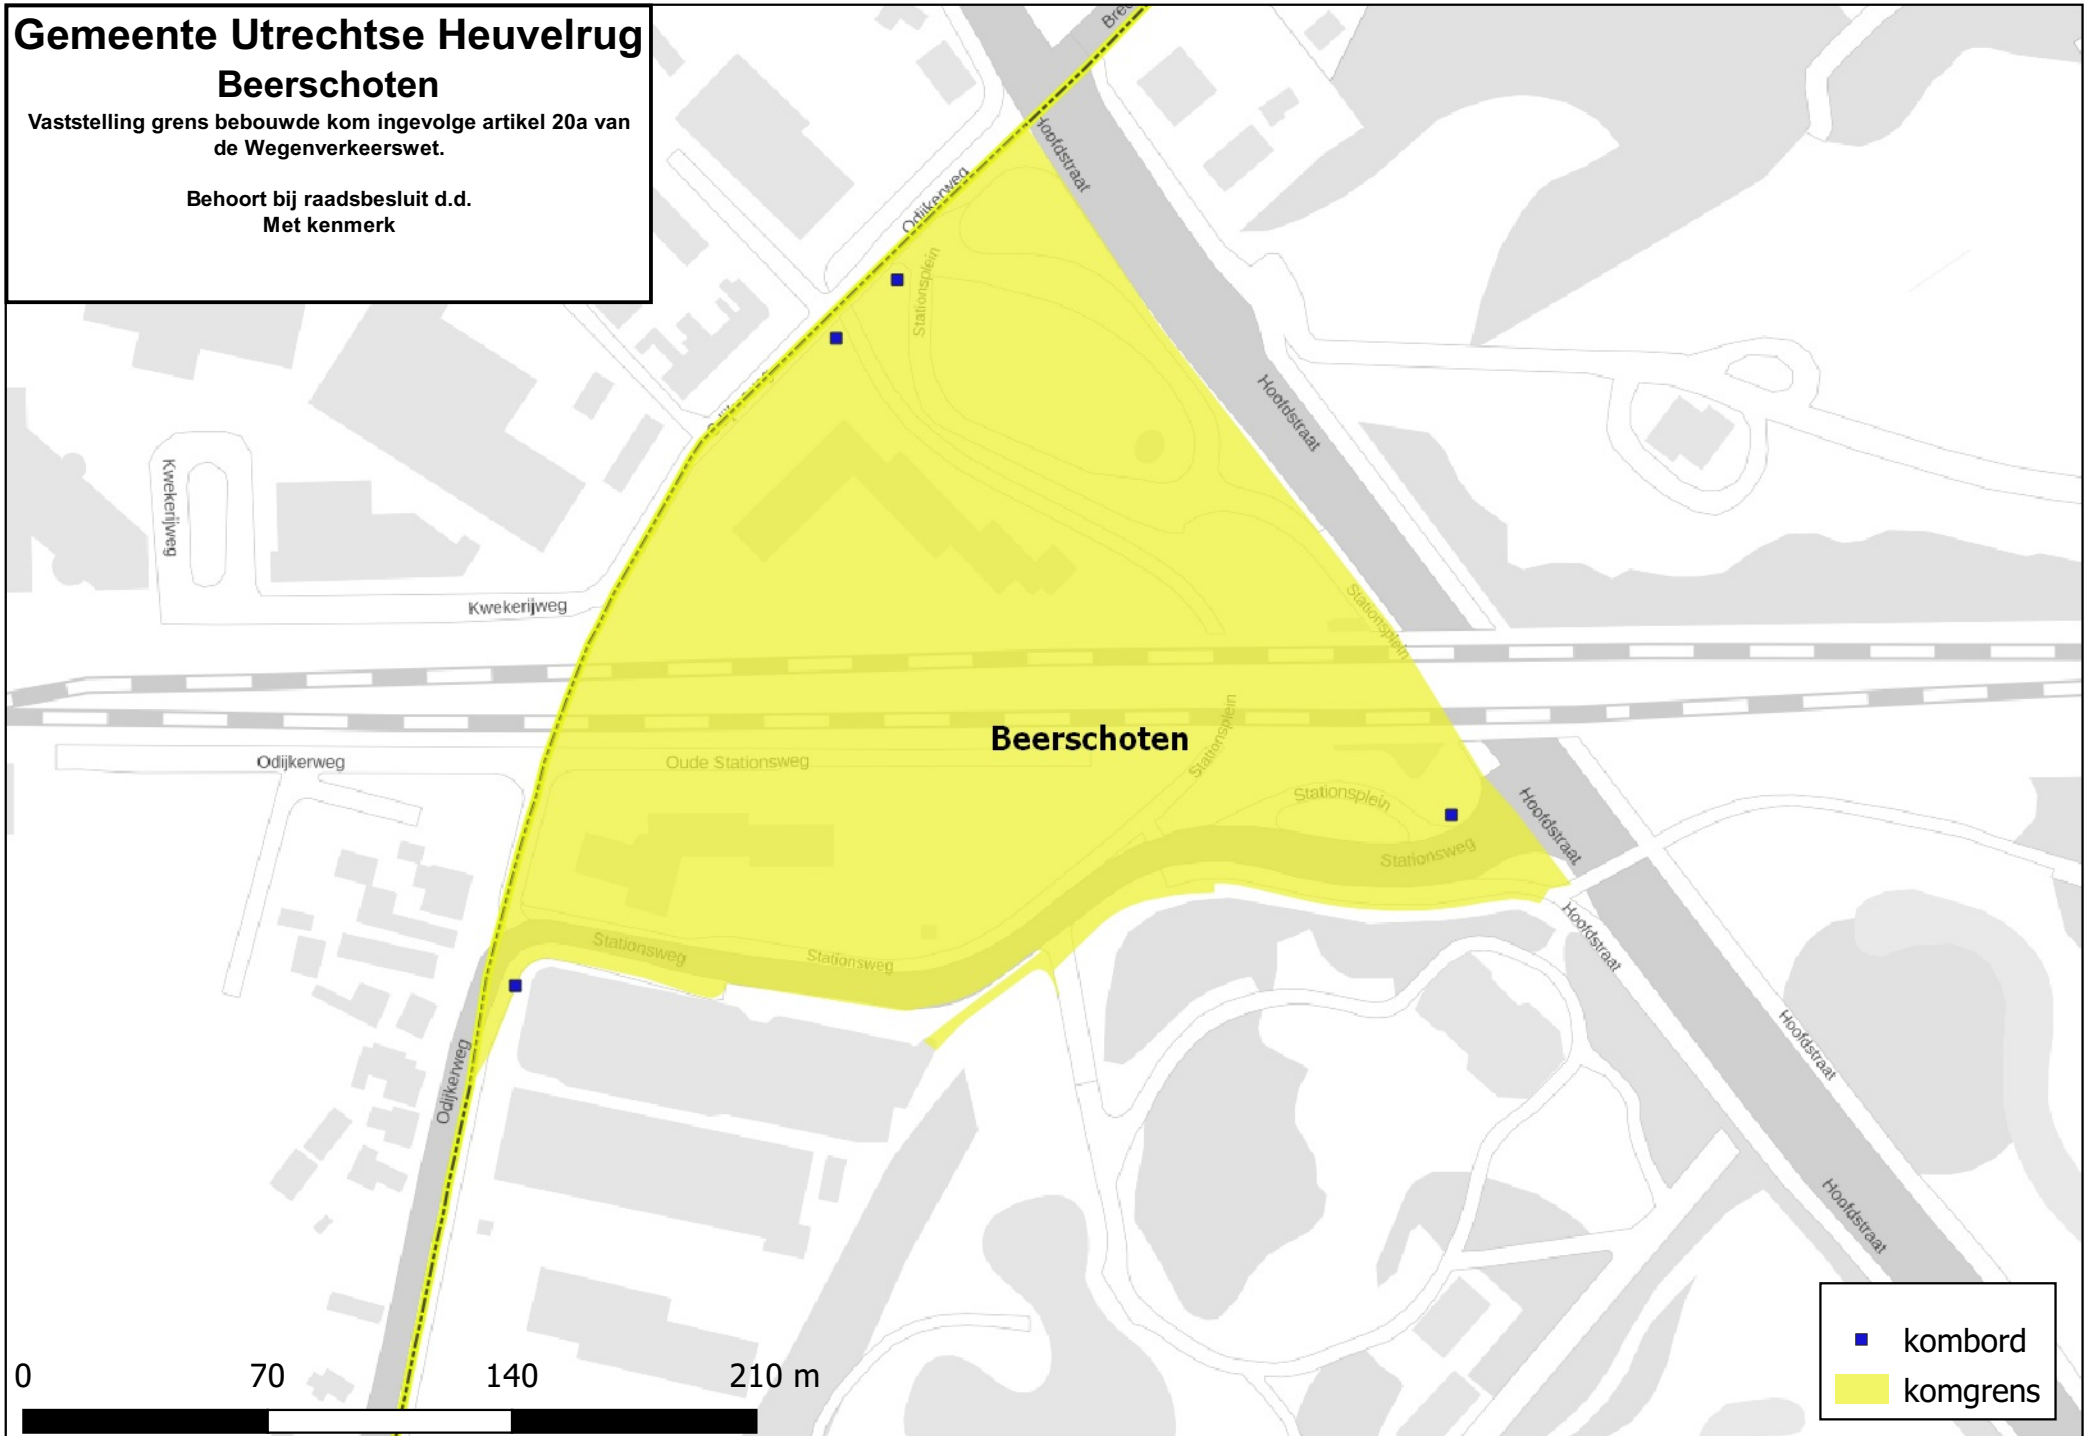 Gemeente Utrechtse Heuvelrug
Beerschoten
Vaststelling grens bebouwde kom ingevolge artikel 20a van
de Wegenverkeerswet.
Behoort bij raadsbesluit d.d.
Met kenmerk
Hoofdstraat
Odijkerweg
Stationsplein
Hoofdstraat
Kwekerijweg
Kwekerijweg
Stationsplein
Stationsplein
Beerschoten
Odijkerweg
Oude Stationsweg
Stationsplein
Hoofdstraat
Stationsweg
Hoofdstraat
Stationsweg
Stationsweg
Odijkerweg
Hoofdstraat
Hoofdstraat
0 70 140 210 m
kombord
komgrens